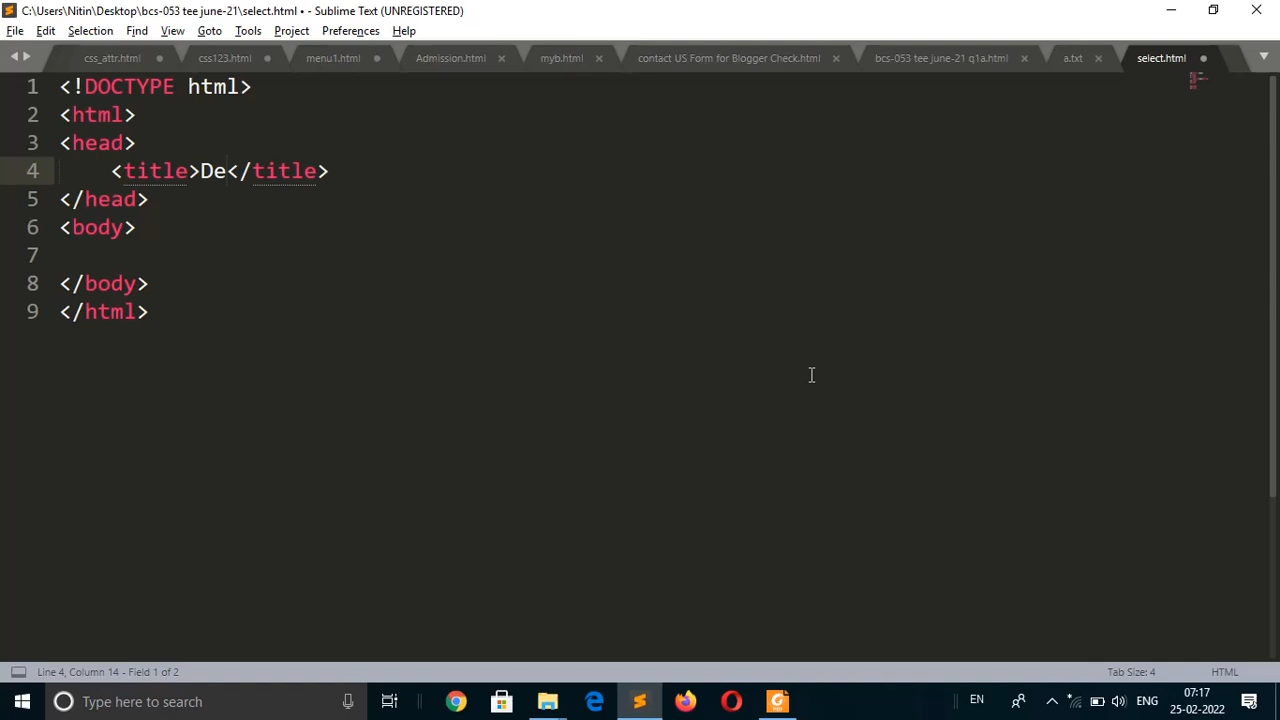 C:\Users\Nitin\Desktop\bcs-053 tee june-21\select.html • - Sublime Text (UNREGISTERED)
File Edit Selection Find View Goto Tools Project Preferences Help
css_attr.html css123.html menu1.html Admission.html myb.html contact US Form for Blogger Check.html bcs-053 tee june-21 q1a.html a.txt select.html
1 <!DOCTYPE html>
2 <html>
3 <head>
4 <title>De</title>
5 </head>
6 <body>
7
8 </body>
9 </html>
Line 4, Column 14 - Field 1 of 2 Tab Size: 4 HTML
Type here to search EN ENG 07:17
25-02-2022